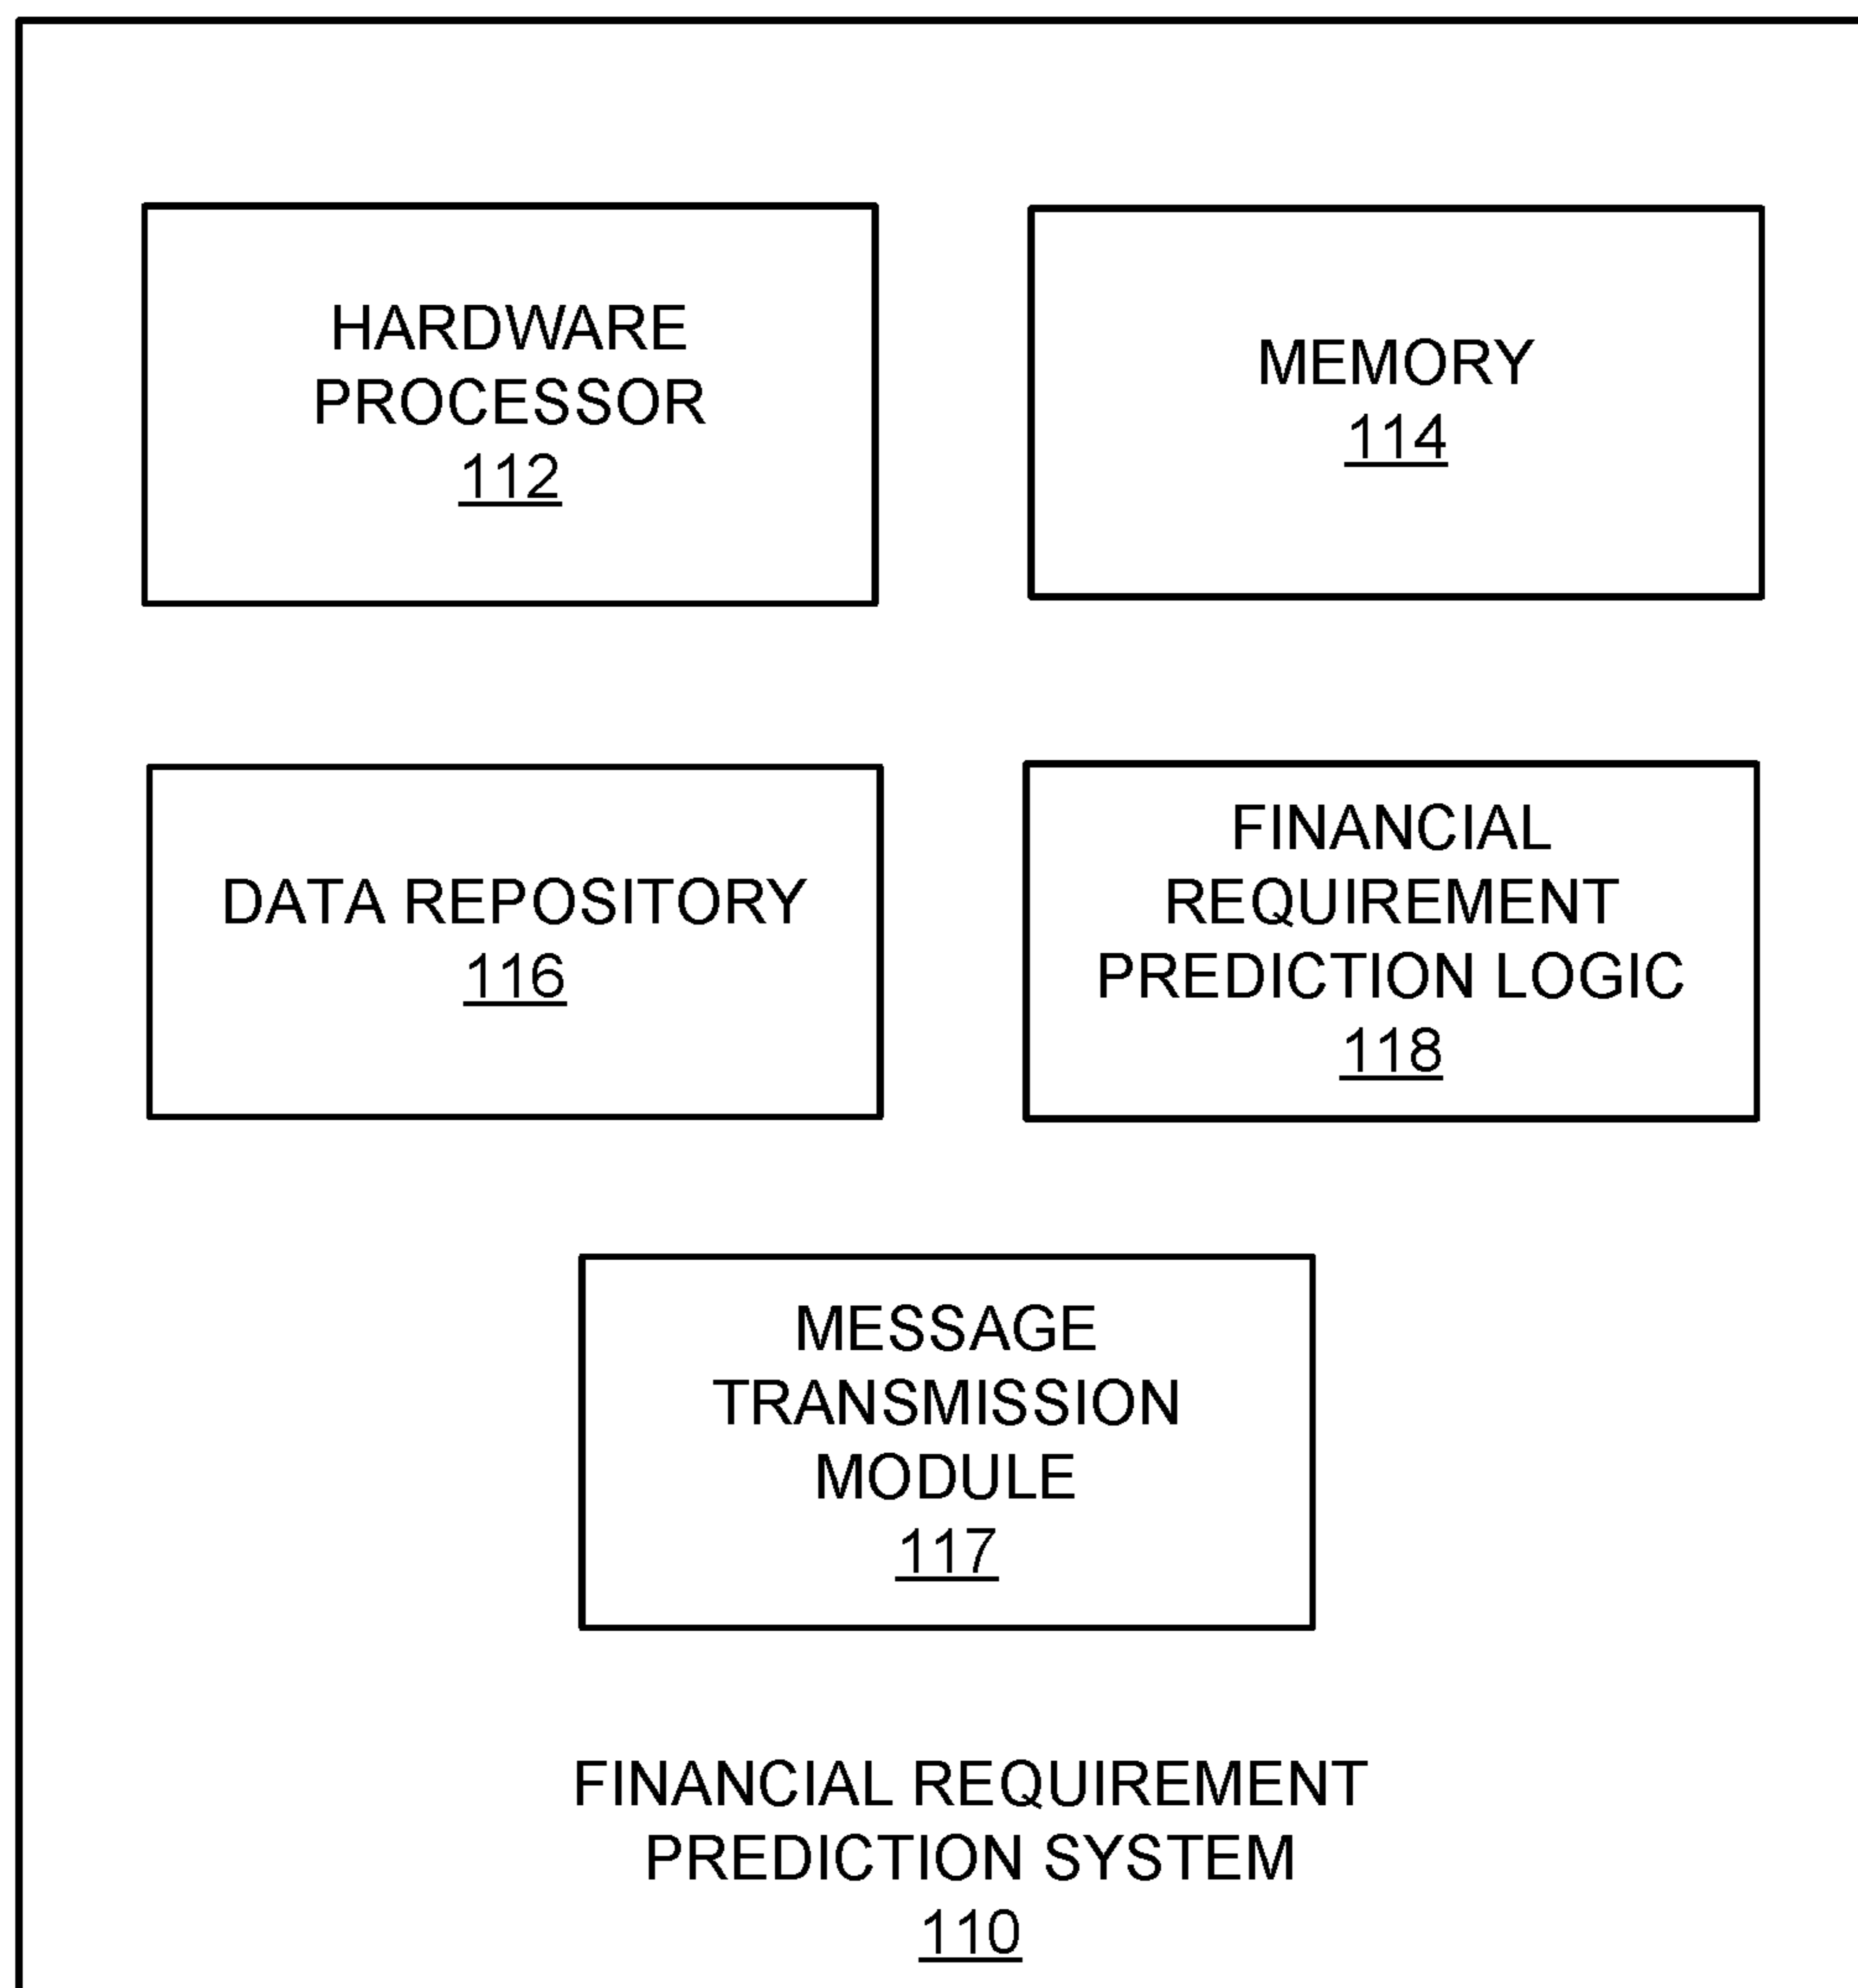 HARDWARE
PROCESSOR
112
MEMORY
114
DATA REPOSITORY
116
FINANCIAL
REQUIREMENT
PREDICTION LOGIC
118
MESSAGE
TRANSMISSION
MODULE
117
FINANCIAL REQUIREMENT
PREDICTION SYSTEM
110